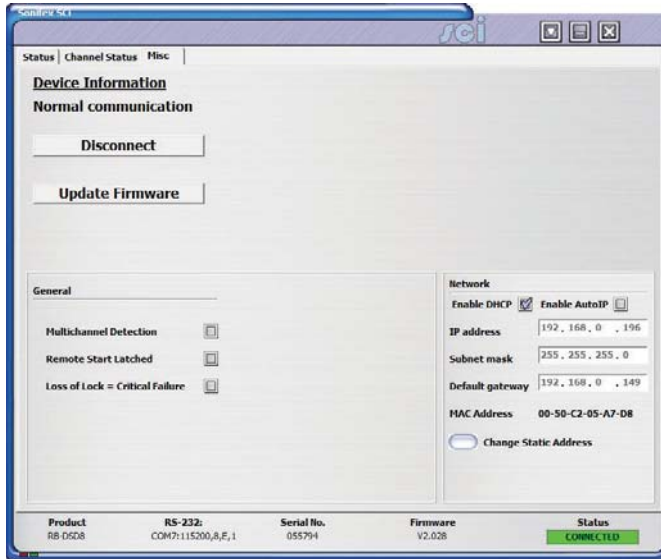 Sonifex SCi
sci
Status Channel Status Misc
Device Information
Normal communication
Disconnect
Update Firmware
General
Multichannel Detection
Remote Start Latched
Loss of Lock = Critical Failure
Network
Enable DHCP Enable AutoIP
IP address 192 . 168 . 0 . 196
Subnet mask 255 . 255 . 255 . 0
Default gateway 192 . 168 . 0 . 149
MAC Address 00-50-C2-05-A7-D8
Change Static Address
Product RS-232: Serial No. Firmware Status
RB-DSD8 COM7:115200,8,E,1 055794 V2.028 CONNECTED